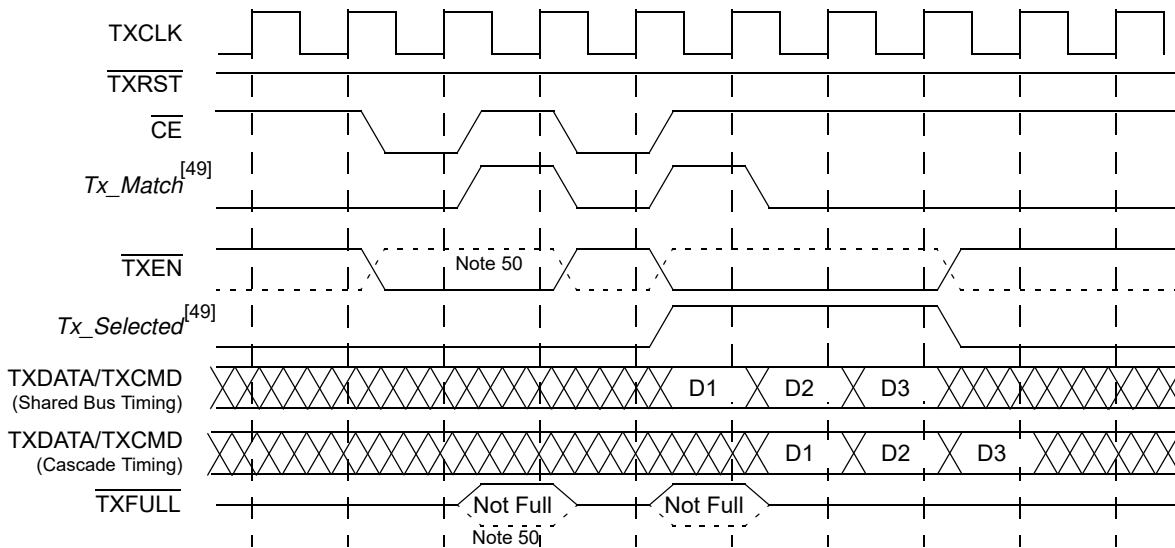 TXCLK
TXRST
CE
Tx_Match[49]
TXEN
Note 50
Tx_Selected[49]
TXDATA/TXCMD
(Shared Bus Timing)
D1 D2 D3
TXDATA/TXCMD
(Cascade Timing)
D1 D2 D3
TXFULL
Not Full Not Full
Note 50